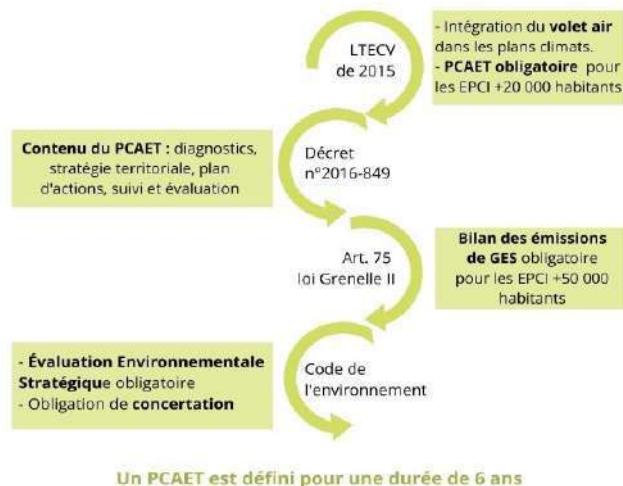 LTECV
de 2015
- Intégration du volet air
dans les plans climats.
- PCAET obligatoire pour
les EPCI +20 000 habitants
Contenu du PCAET : diagnostics,
stratégie territoriale, plan
d'actions, suivi et évaluation
Décret
n°2016-849
Art. 75
loi Grenelle II
Bilan des émissions
de GES obligatoire
pour les EPCI +50 000
habitants
- Évaluation Environnementale
Stratégique obligatoire
- Obligation de concertation
Code de
l'environnement
Un PCAET est défini pour une durée de 6 ans